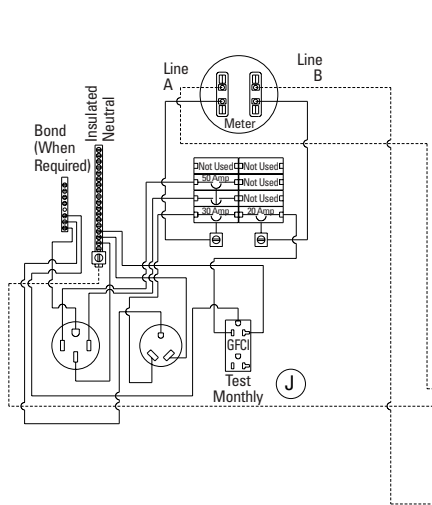 Line
A
Line
B
Meter
Insulated
Neutral
Bond
(When
Required)
Not Used
Not Used
50 Amp
Not Used
Not Used
30 Amp
20 Amp
GFCI
Test
Monthly
J